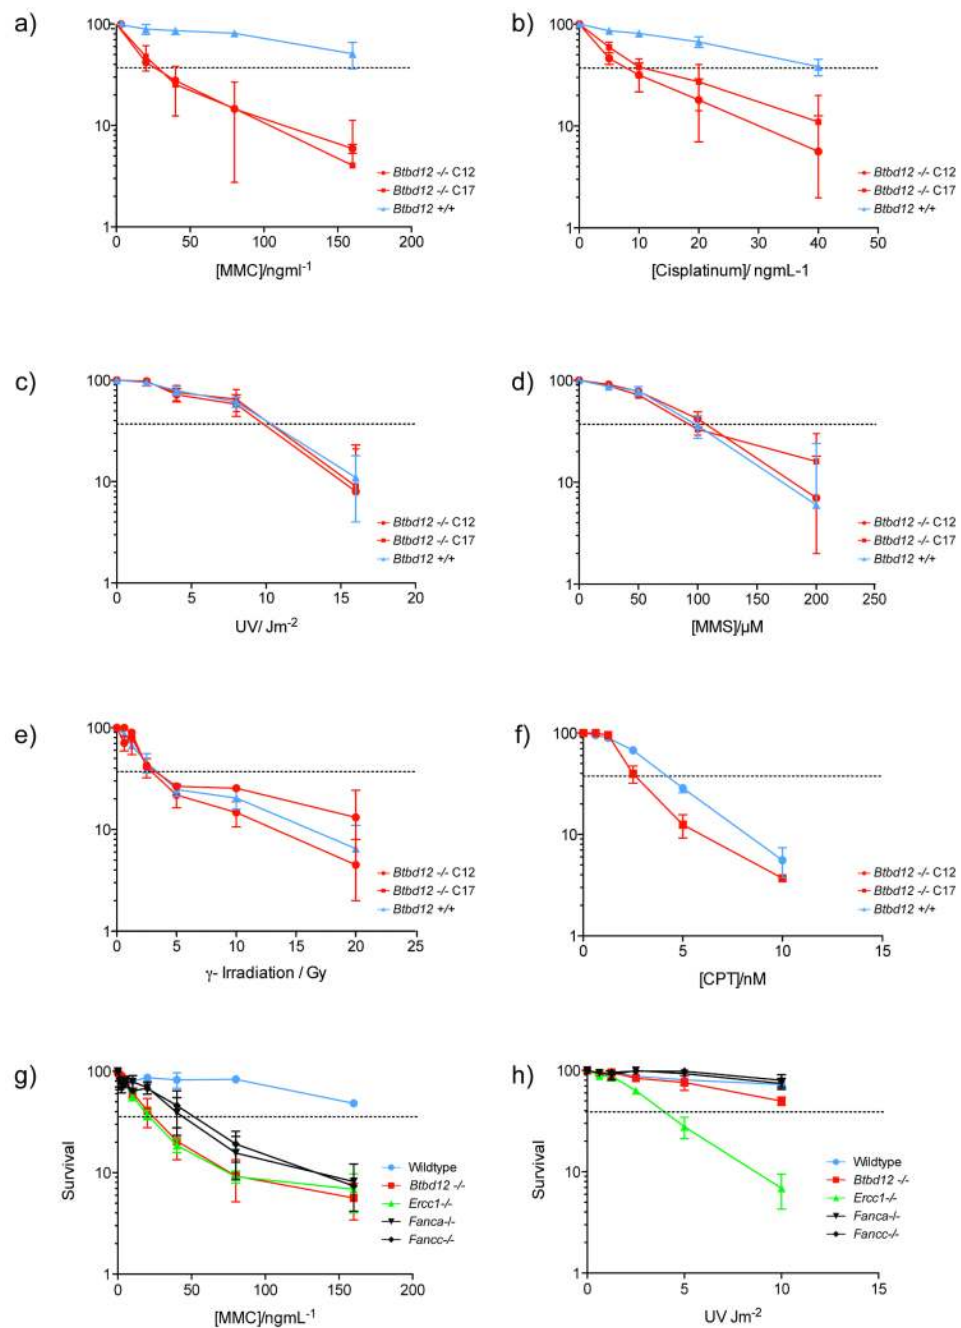 a)
100
10
1
0 50 100 150 200
[MMC]/ngml-1
Btbd12 -/- C12
Btbd12 -/- C17
Btbd12 +/+
b)
100
10
1
0 10 20 30 40 50
[Cisplatinum]/ ngmL-1
Btbd12 -/- C12
Btbd12 -/- C17
Btbd12 +/+
c)
100
10
1
0 5 10 15 20
UV/ Jm-2
Btbd12 -/- C12
Btbd12 -/- C17
Btbd12 +/+
d)
100
10
1
0 50 100 150 200 250
[MMS]/µM
Btbd12 -/- C12
Btbd12 -/- C17
Btbd12 +/+
e)
100
10
1
0 5 10 15 20 25
γ- Irradiation / Gy
Btbd12 -/- C12
Btbd12 -/- C17
Btbd12 +/+
f)
100
10
1
0 5 10 15
[CPT]/nM
Btbd12 -/- C12
Btbd12 -/- C17
Btbd12 +/+
g)
Survival
100
10
1
0 50 100 150 200
[MMC]/ngmL-1
Wildtype
Btbd12 -/-
Ercc1-/-
Fanca-/-
Fancc-/-
h)
Survival
100
10
1
0 5 10 15
UV Jm-2
Wildtype
Btbd12 -/-
Ercc1-/-
Fanca-/-
Fancc-/-